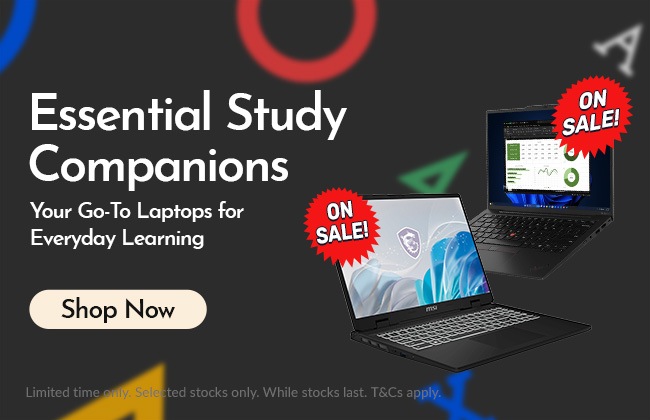 Essential Study
Companions
Your Go-To Laptops for
Everyday Learning
Shop Now
ON
SALE!
ON
SALE!
msi
A
Limited time only. Selected stocks only. While stocks last. T&Cs apply.